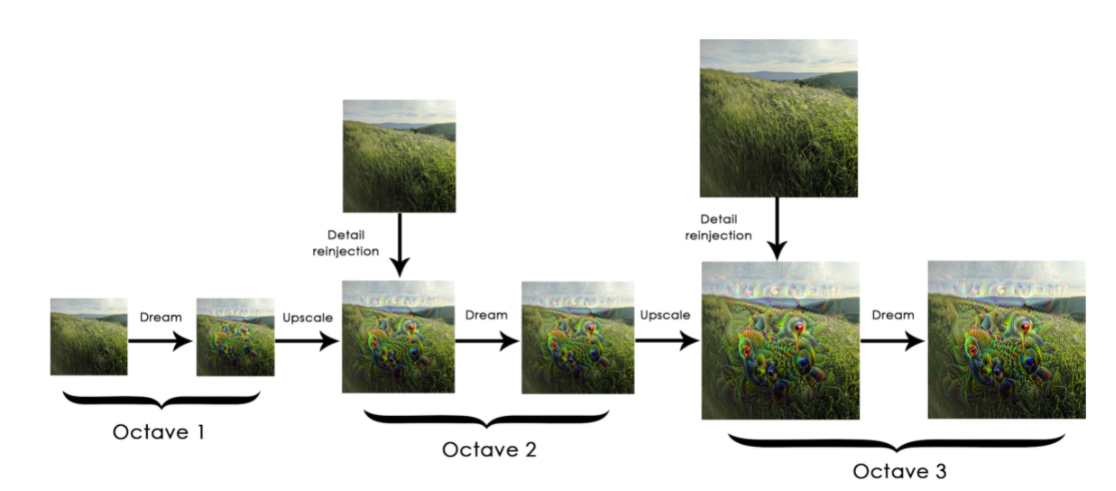 Detail
reinjection
Detail
reinjection
Dream
Upscale
Dream
Upscale
Dream
Octave 1
Octave 2
Octave 3